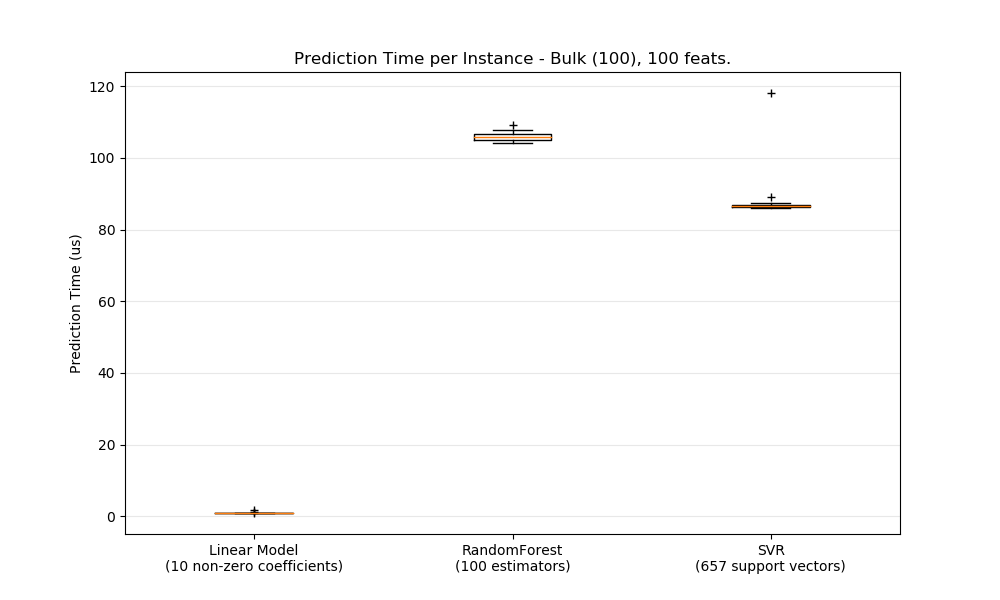 Prediction Time per Instance - Bulk (100), 100 feats.
120
100
80
60
40
20
0
Prediction Time (us)
Linear Model
(10 non-zero coefficients)
RandomForest
(100 estimators)
SVR
(657 support vectors)